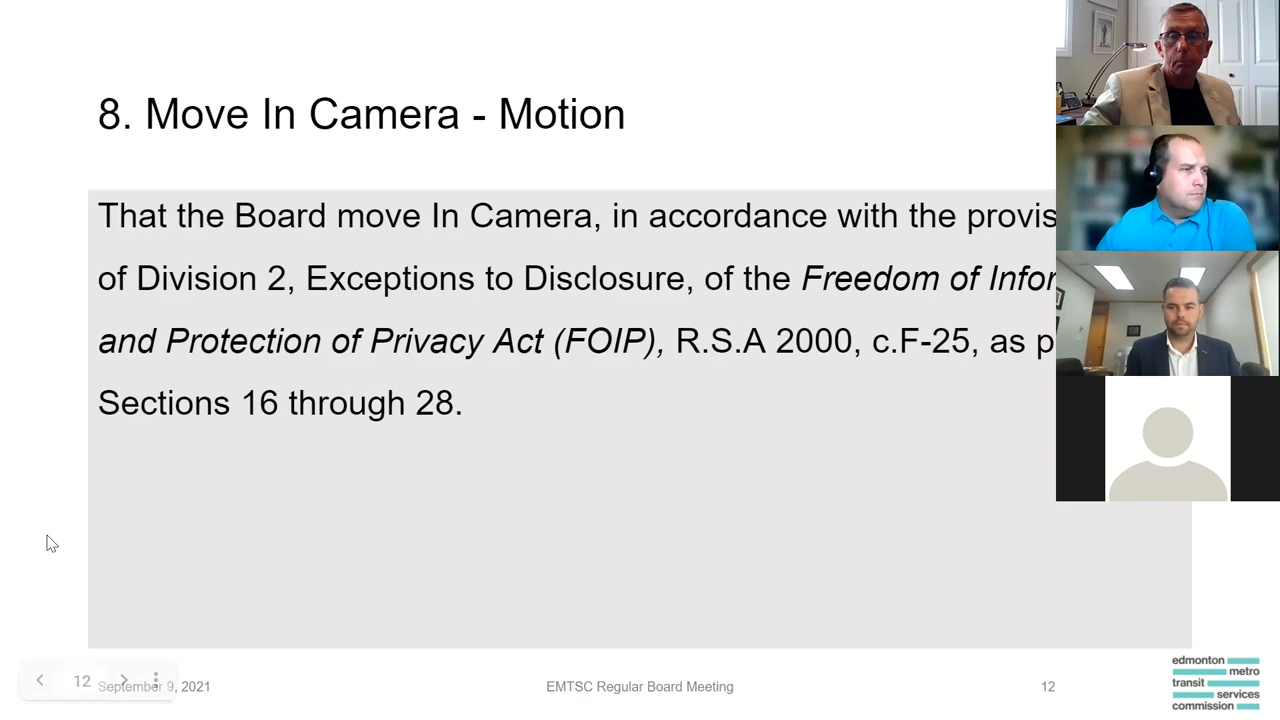 8. Move In Camera - Motion
That the Board move In Camera, in accordance with the
of Division 2, Exceptions to Disclosure, of the Freedom of
and Protection of Privacy Act (FOIP), R.S.A 2000, c.F-25, as
Sections 16 through 28.
12
September 9, 2021
EMTSC Regular Board Meeting
12
edmonton
metro
transit
services
commission